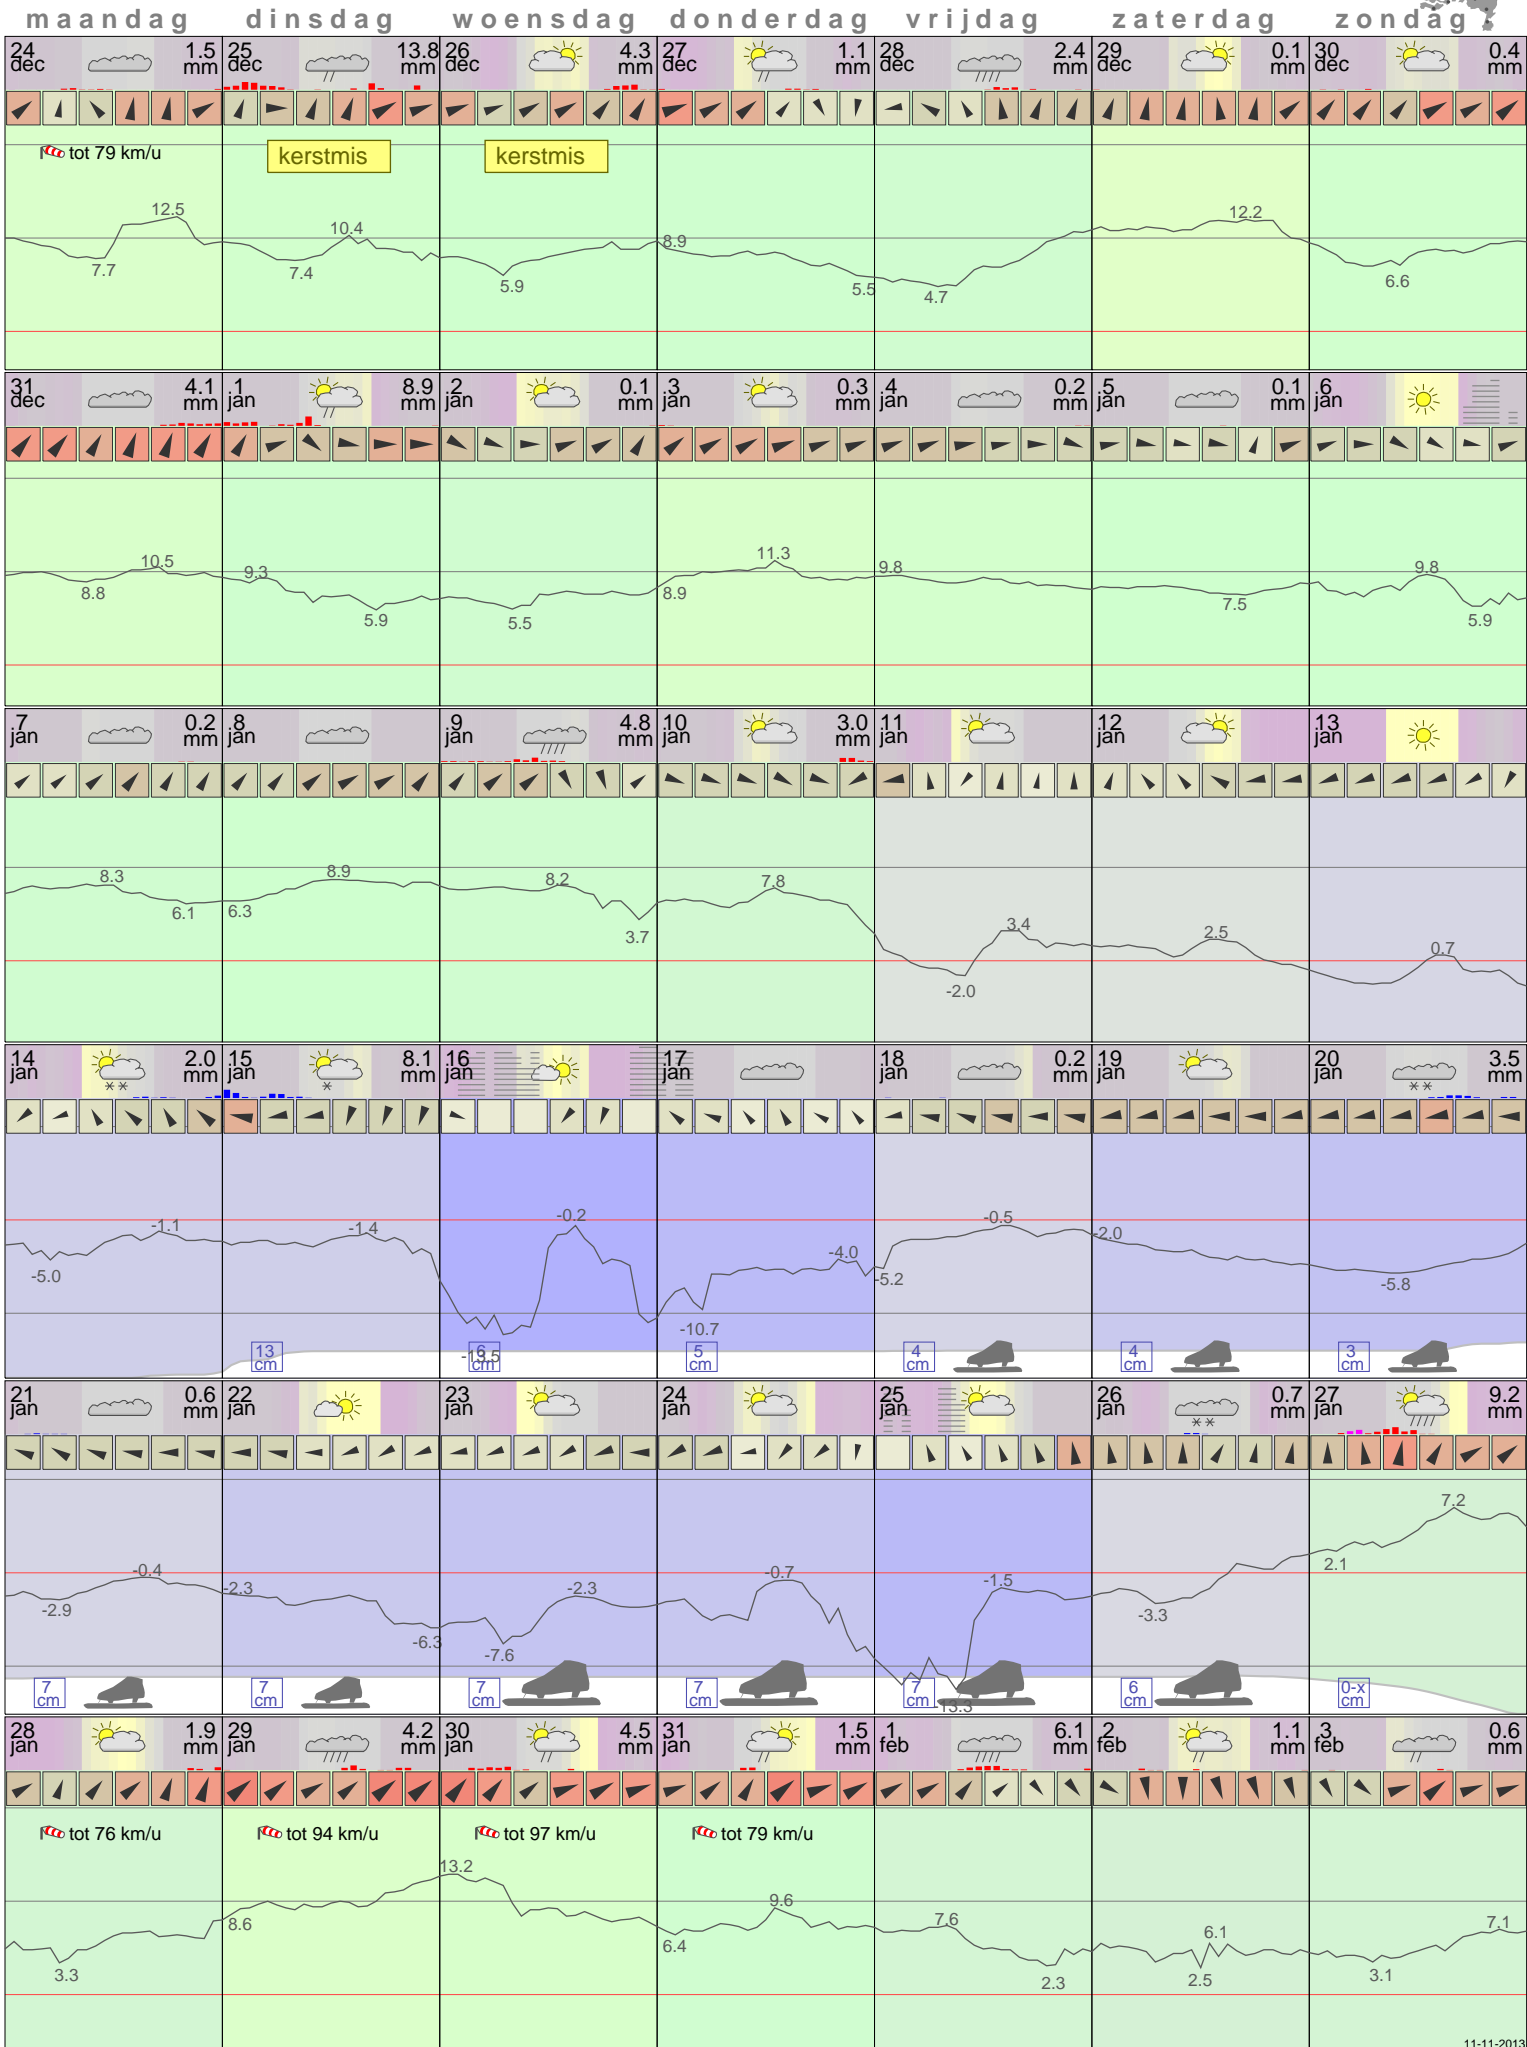 maandag dinsdag woensdag donderdag vrijdag zaterdag zondag
24 dec 1.5 mm 25 dec 13.8 mm 26 dec 4.3 mm 27 dec 1.1 mm 28 dec 2.4 mm 29 dec 0.1 mm 30 dec 0.4 mm
tot 79 km/u kerstmis kerstmis
12.5 7.7 10.4 7.4 5.9 8.9 5.5 4.7 12.2 6.6
31 dec 4.1 mm 1 jan 8.9 mm 2 jan 0.1 mm 3 jan 0.3 mm 4 jan 0.2 mm 5 jan 0.1 mm 6 jan
10.5 8.8 9.3 5.9 5.5 8.9 11.3 9.8 7.5 9.8 5.9
7 jan 0.2 mm 8 jan 9 jan 4.8 mm 10 jan 3.0 mm 11 jan 12 jan 13 jan
8.3 6.1 6.3 8.9 8.2 3.7 7.8 3.4 -2.0 2.5 0.7
14 jan 2.0 mm 15 jan 8.1 mm 16 jan 17 jan 18 jan 0.2 mm 19 jan 20 jan 3.5 mm
-1.1 -5.0 -1.4 -0.2 -13.5 -4.0 -10.7 -5.2 -0.5 -2.0 -5.8
13 cm 6 cm 5 cm 4 cm 4 cm 3 cm
21 jan 0.6 mm 22 jan 23 jan 24 jan 25 jan 26 jan 0.7 mm 27 jan 9.2 mm
-0.4 -2.9 -2.3 -6.3 -2.3 -7.6 -0.7 -1.5 -13.3 -3.3 7.2 2.1
7 cm 7 cm 7 cm 7 cm 7 cm 6 cm 0-x cm
28 jan 1.9 mm 29 jan 4.2 mm 30 jan 4.5 mm 31 jan 1.5 mm 1 feb 6.1 mm 2 feb 1.1 mm 3 feb 0.6 mm
tot 76 km/u tot 94 km/u tot 97 km/u tot 79 km/u
3.3 8.6 13.2 6.4 9.6 7.6 2.3 6.1 2.5 3.1 7.1
11-11-2013